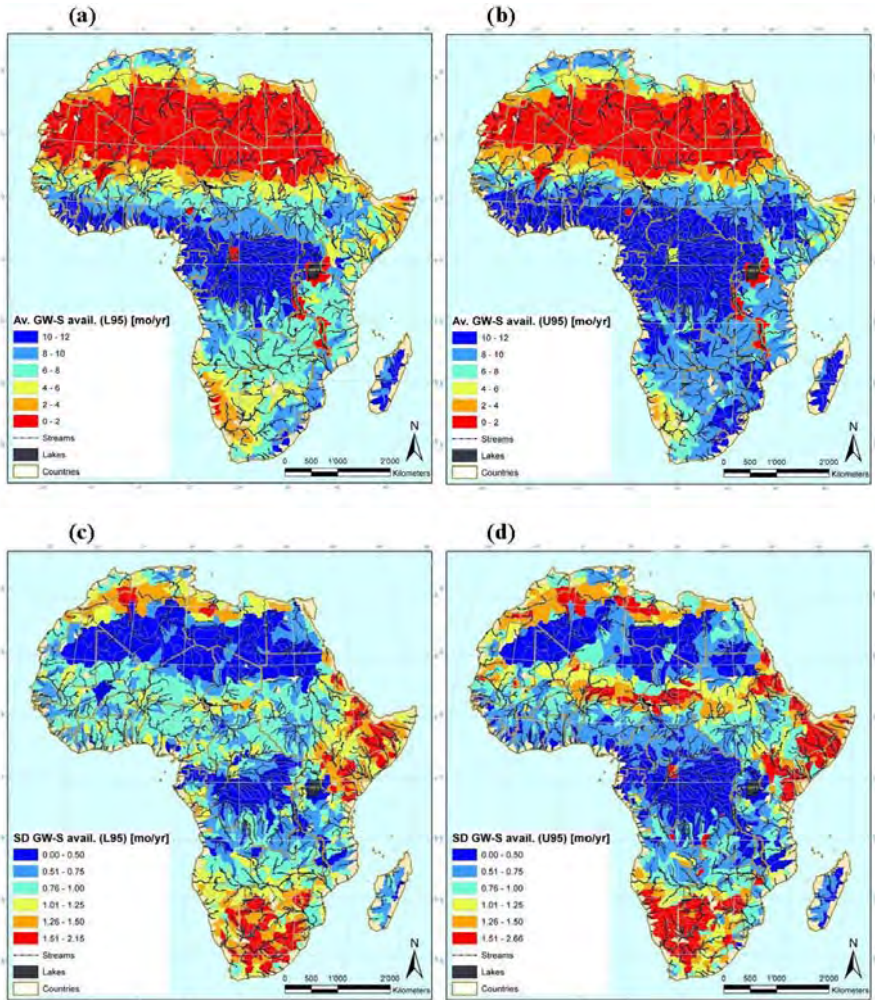 (a)
Av. GW-S avail. (L95) [mo/yr]
10 - 12
8 - 10
6 - 8
4 - 6
2 - 4
0 - 2
Streams
Lakes
Countries
N
0 500 1'000 2'000
Kilometers
(b)
Av. GW-S avail. (U95) [mo/yr]
10 - 12
8 - 10
6 - 8
4 - 6
2 - 4
0 - 2
Streams
Lakes
Countries
N
0 500 1'000 2'000
Kilometers
(c)
SD GW-S avail. (L95) [mo/yr]
0.00 - 0.50
0.51 - 0.75
0.76 - 1.00
1.01 - 1.25
1.26 - 1.50
1.51 - 2.15
Streams
Lakes
Countries
N
0 500 1'000 2'000
Kilometers
(d)
SD GW-S avail. (U95) [mo/yr]
0.00 - 0.50
0.51 - 0.75
0.76 - 1.00
1.01 - 1.25
1.26 - 1.50
1.51 - 2.66
Streams
Lakes
Countries
N
0 500 1'000 2'000
Kilometers